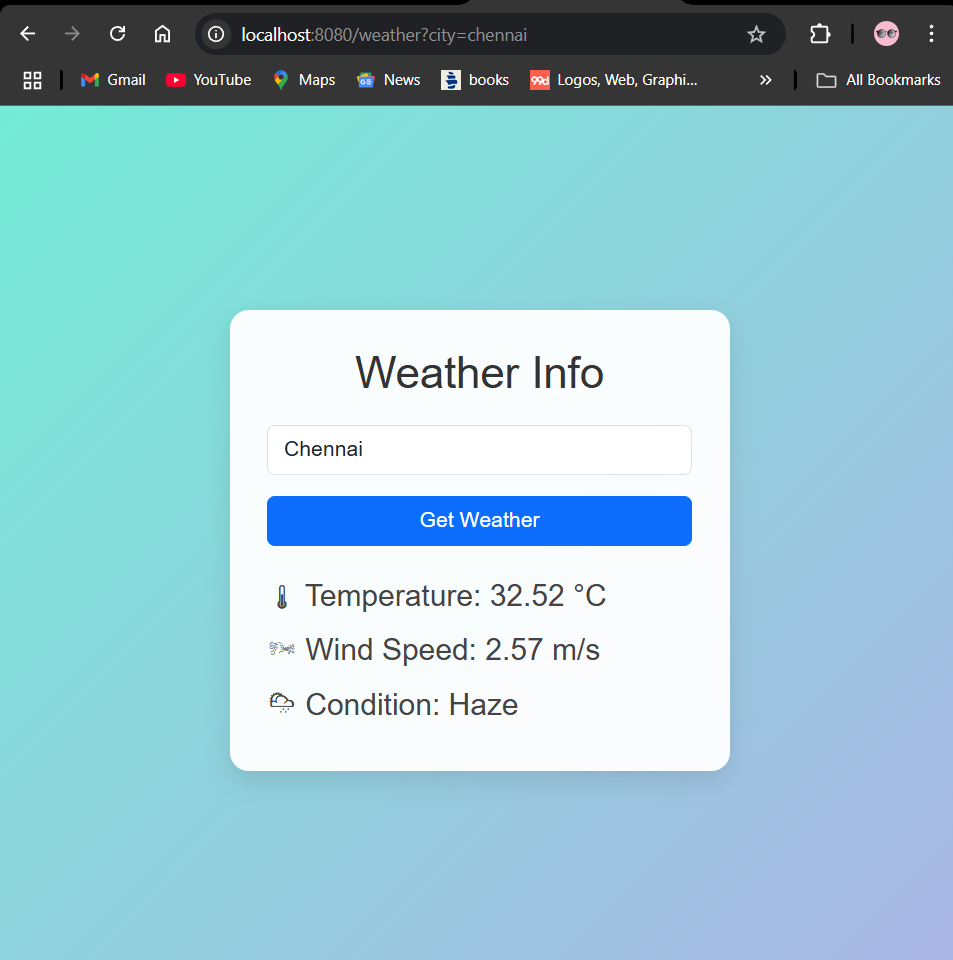 localhost:8080/weather?city=chennai
Gmail YouTube Maps News books 99d Logos, Web, Graphi... » All Bookmarks
Weather Info
Chennai
Get Weather
🌡 Temperature: 32.52 °C
🌬 Wind Speed: 2.57 m/s
🌦 Condition: Haze